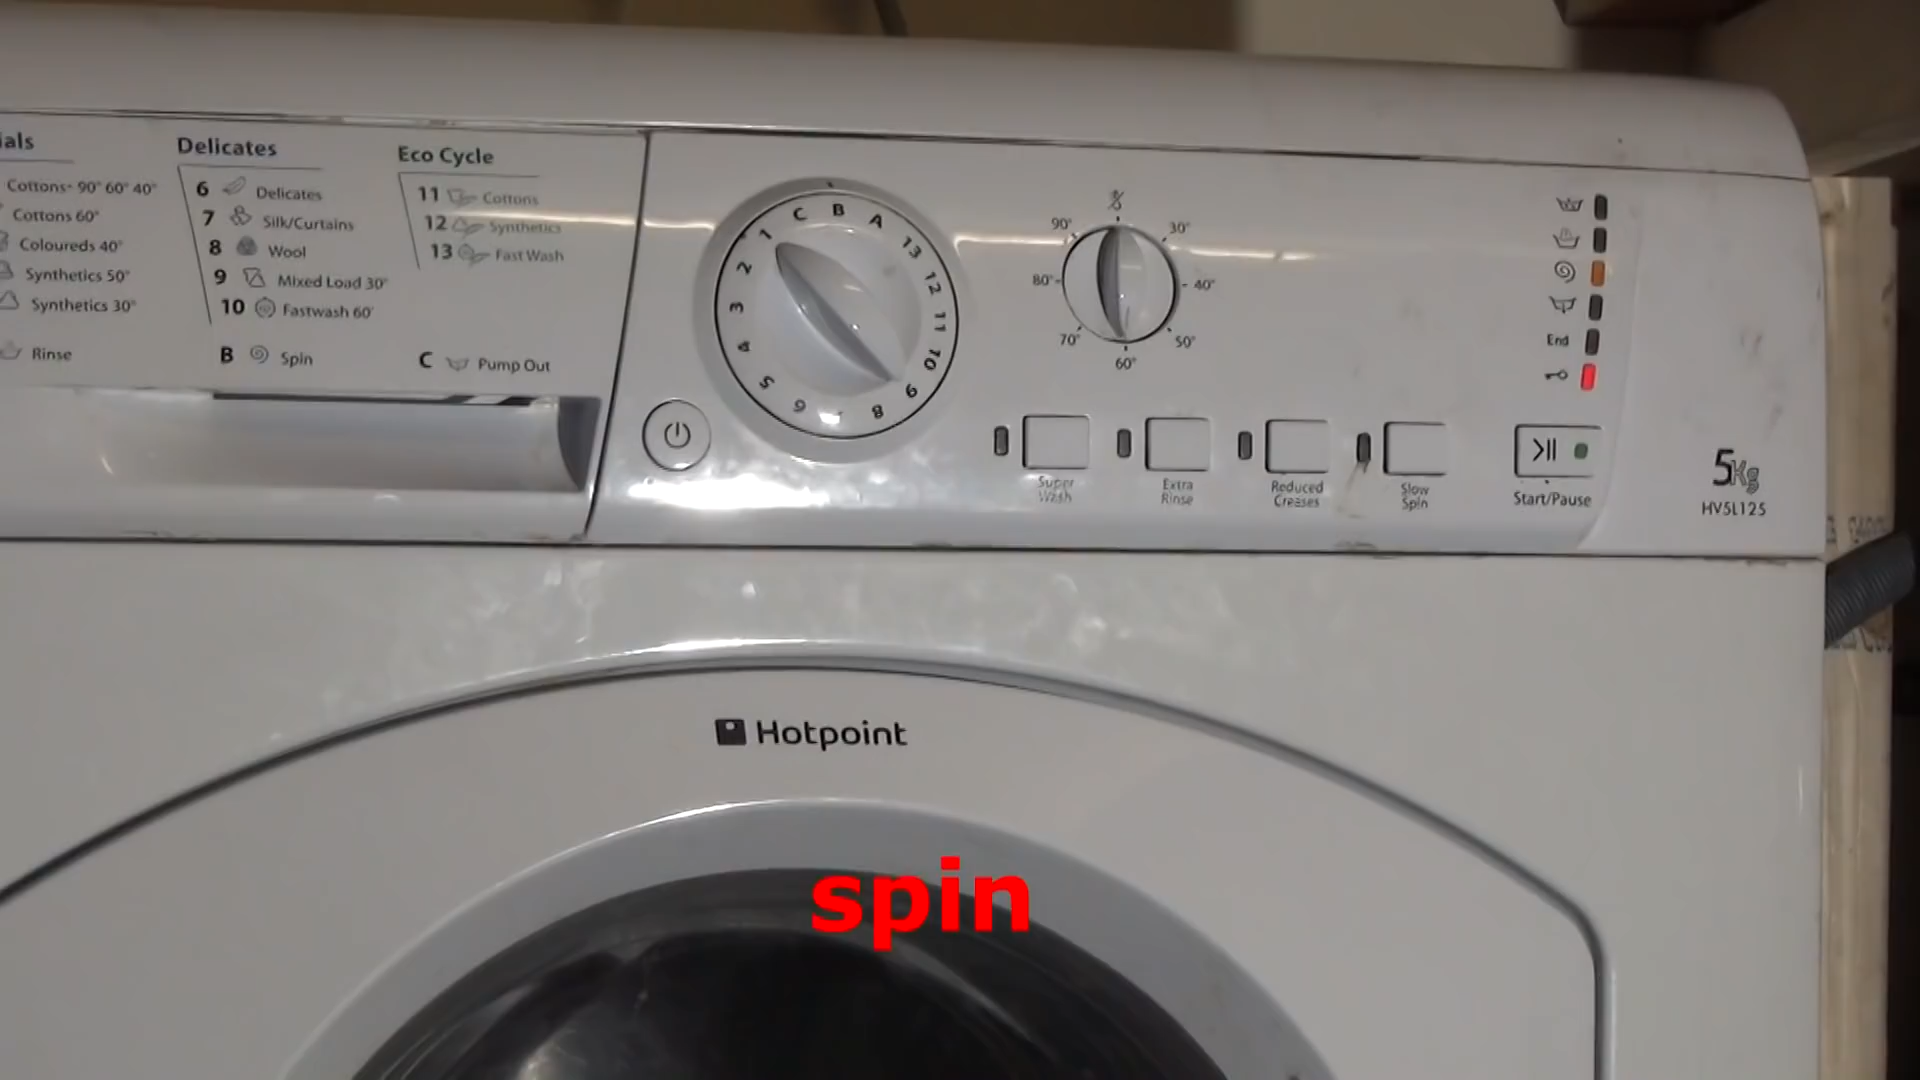 ials
Cottons- 90° 60° 40°
Cottons 60°
Coloureds 40°
Synthetics 50°
Synthetics 30°
Rinse
Delicates
6 Delicates
7 Silk/Curtains
8 Wool
9 Mixed Load 30°
10 Fastwash 60°
B Spin
Eco Cycle
11 Cottons
12 Synthetics
13 Fast Wash
C Pump Out
C B A 13 12 11 10 9 8 6 5 4 3 2 1
90° 30°
80° 40°
70° 50°
60°
End
Super Wash
Extra Rinse
Reduced Creases
Slow Spin
Start/Pause
5Kg
HV5L125
Hotpoint
spin